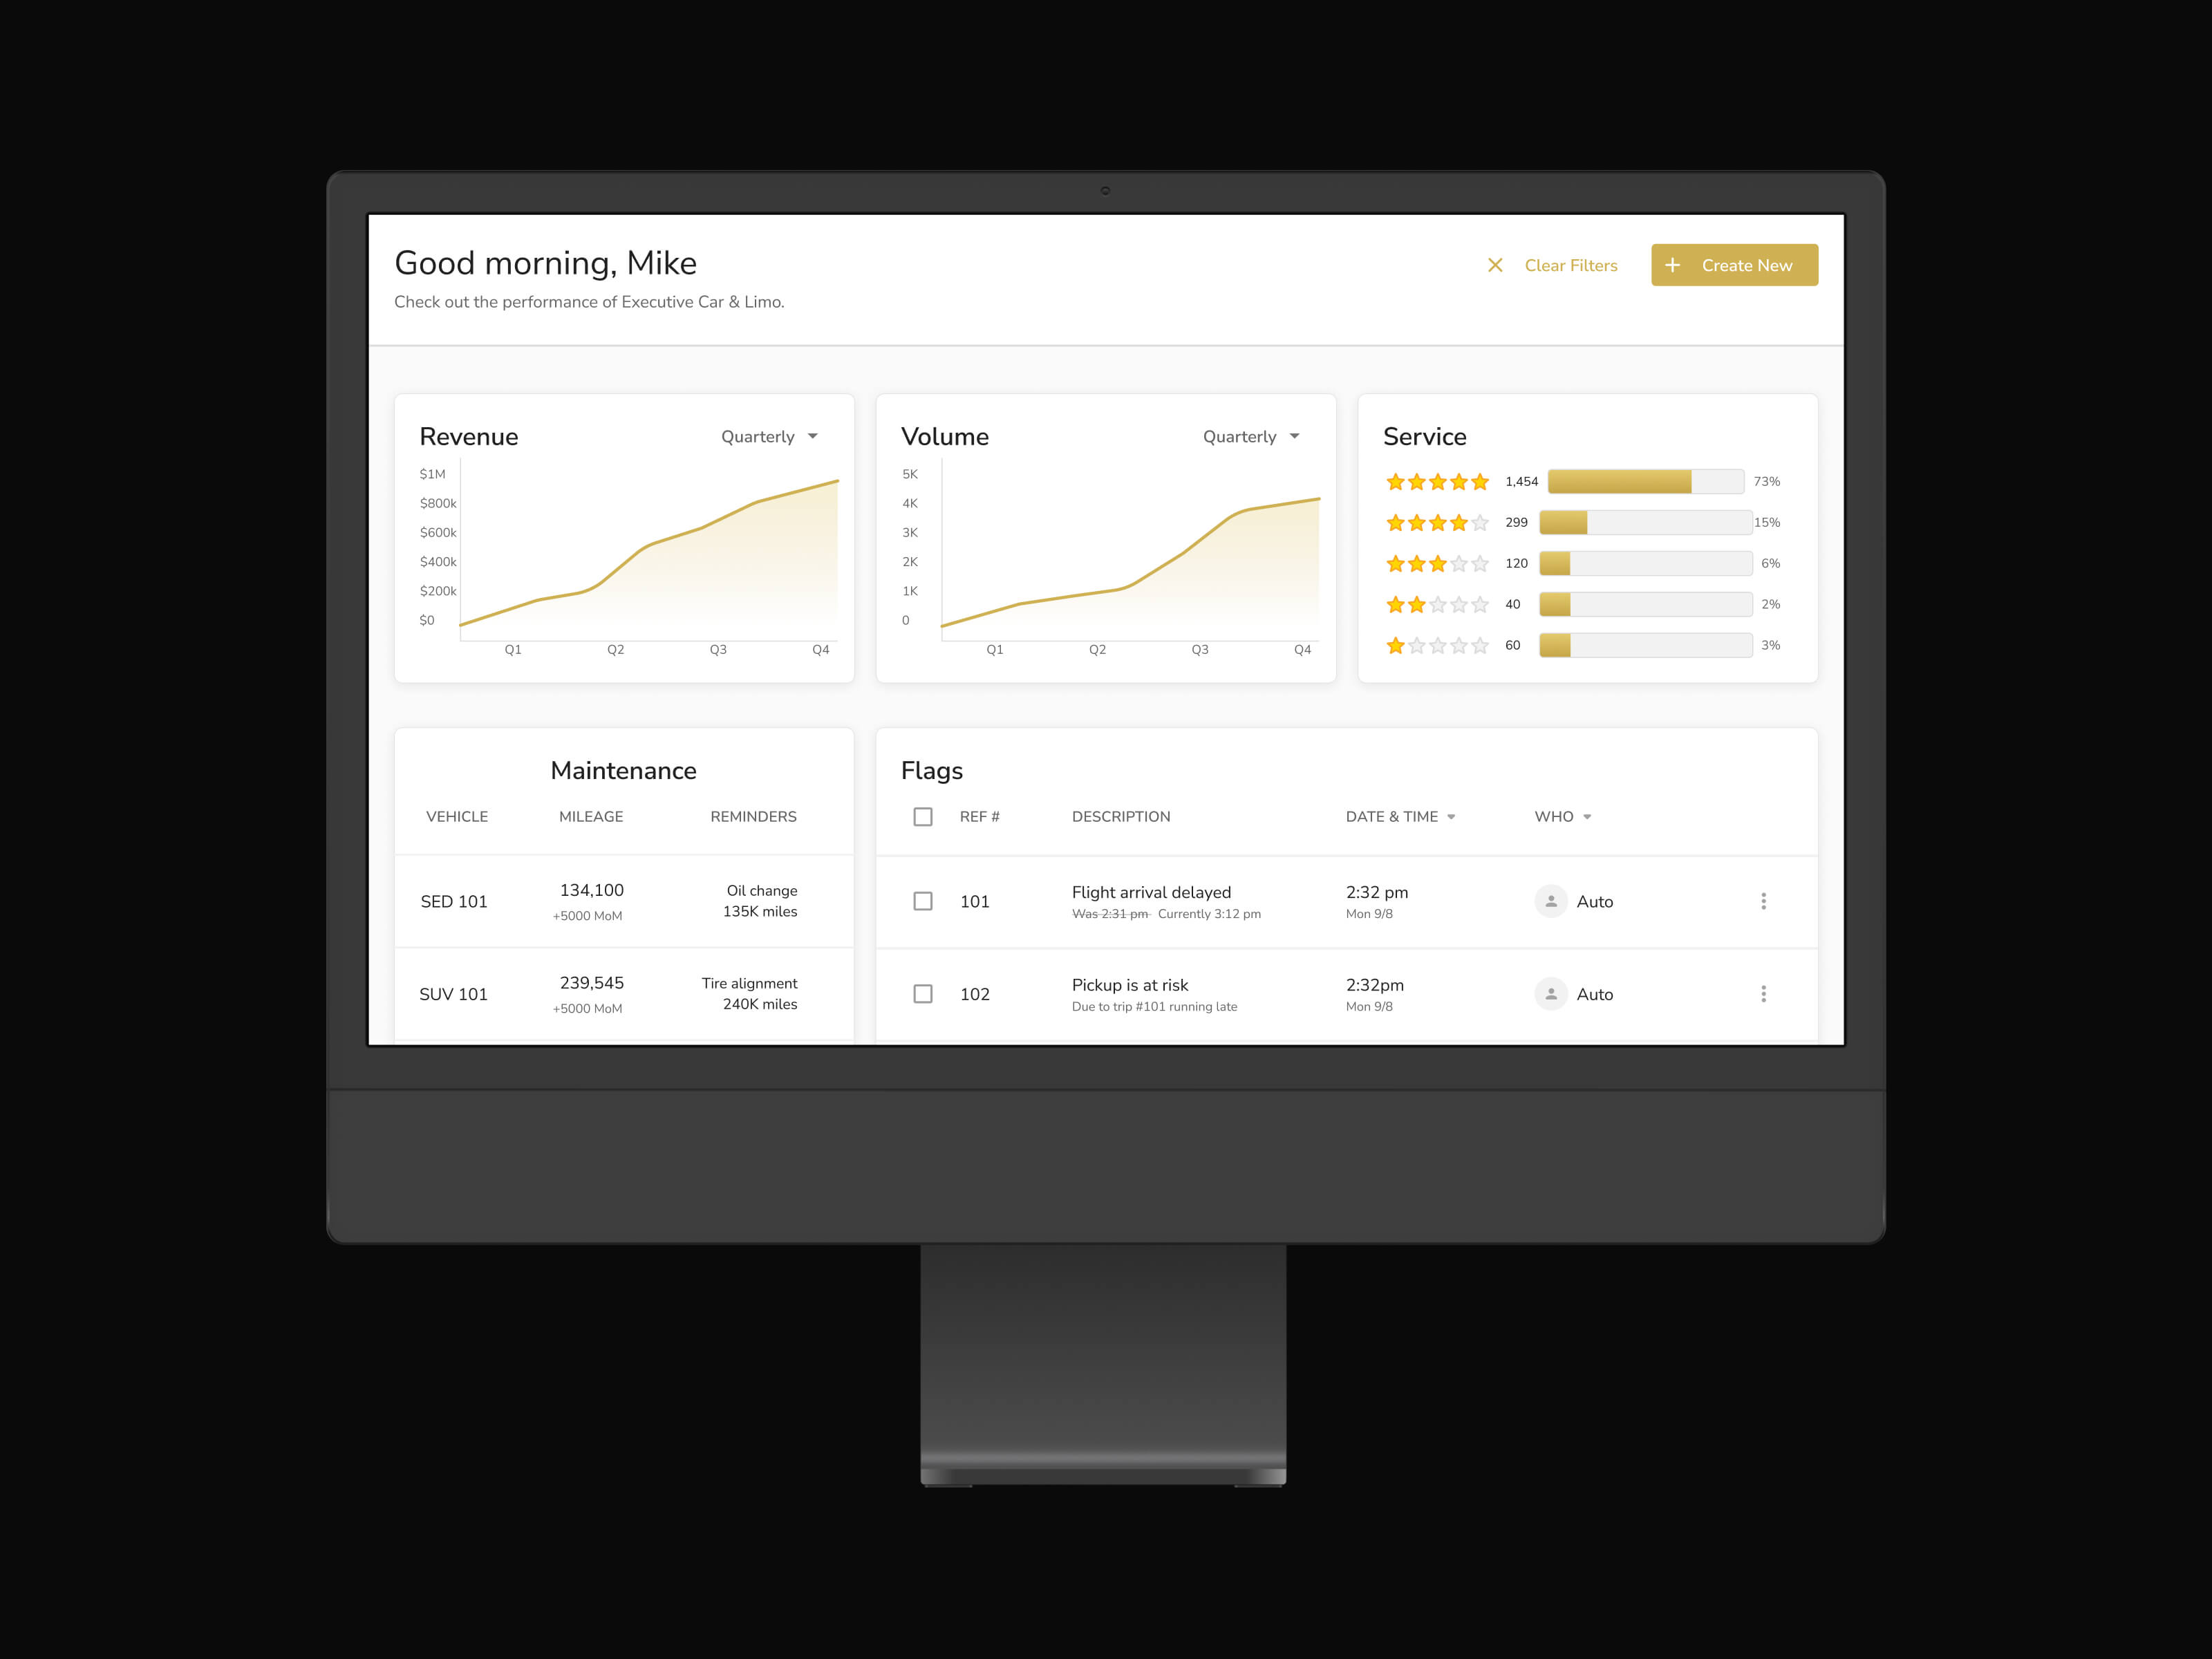 Good morning, Mike
Check out the performance of Executive Car & Limo.
Clear Filters
Create New
Revenue
Quarterly
$1M
$800k
$600k
$400k
$200k
$0
Q1 Q2 Q3 Q4
Volume
Quarterly
5K
4K
3K
2K
1K
0
Q1 Q2 Q3 Q4
Service
1,454 73%
299 15%
120 6%
40 2%
60 3%
Maintenance
VEHICLE MILEAGE REMINDERS
SED 101
134,100
+5000 MoM
Oil change
135K miles
SUV 101
239,545
+5000 MoM
Tire alignment
240K miles
Flags
REF # DESCRIPTION DATE & TIME WHO
101
Flight arrival delayed
Was 2:31 pm Currently 3:12 pm
2:32 pm
Mon 9/8
Auto
102
Pickup is at risk
Due to trip #101 running late
2:32pm
Mon 9/8
Auto